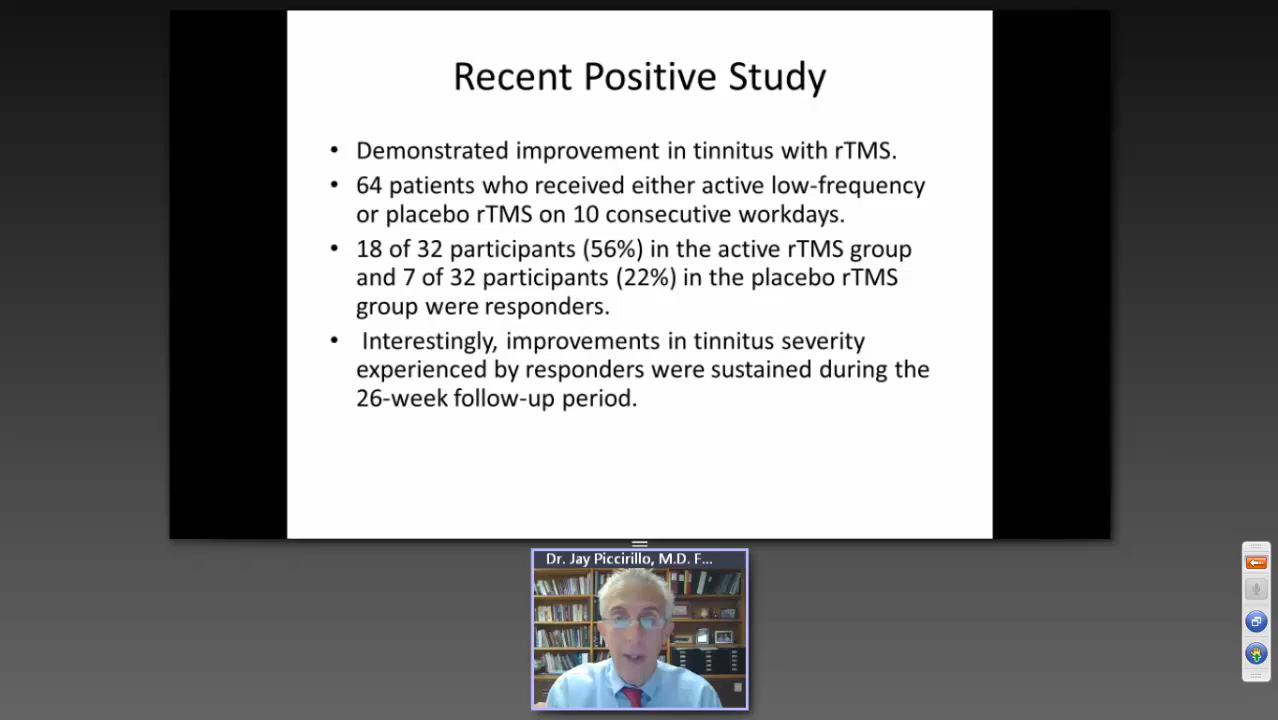 Recent Positive Study
• Demonstrated improvement in tinnitus with rTMS.
• 64 patients who received either active low-frequency
or placebo rTMS on 10 consecutive workdays.
• 18 of 32 participants (56%) in the active rTMS group
and 7 of 32 participants (22%) in the placebo rTMS
group were responders.
• Interestingly, improvements in tinnitus severity
experienced by responders were sustained during the
26-week follow-up period.
Dr. Jay Piccirillo, M.D. F...